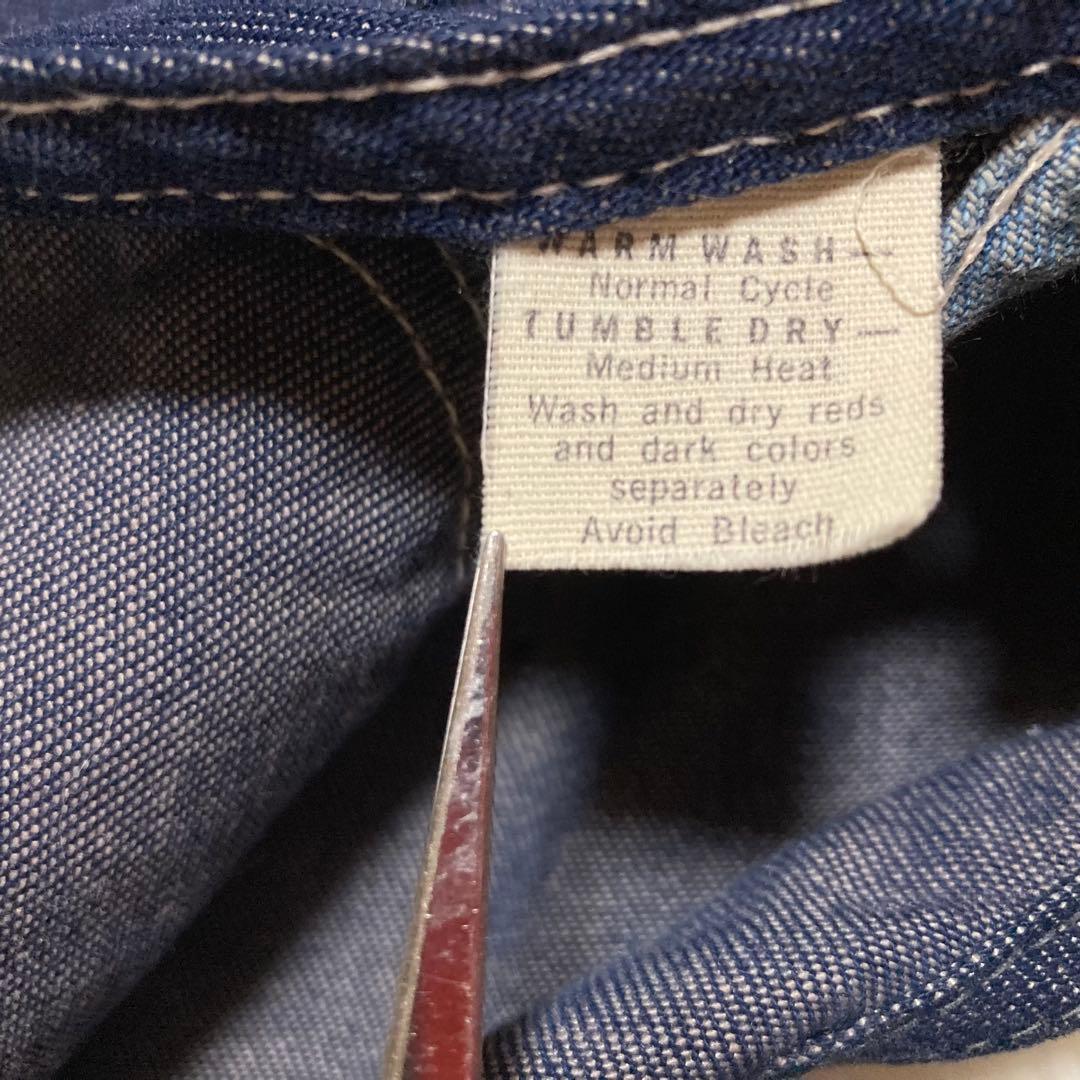 WARM WASH—
Normal Cycle
TUMBLE DRY—
Medium Heat
Wash and dry reds
and dark colors
separately
Avoid Bleach